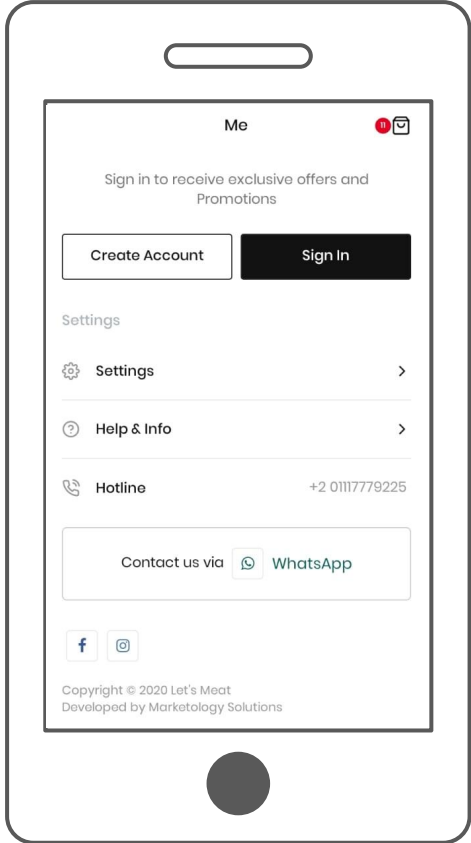 Me
11
Sign in to receive exclusive offers and
Promotions
Create Account
Sign In
Settings
Settings
Help & Info
Hotline +2 01117779225
Contact us via WhatsApp
Copyright © 2020 Let's Meat
Developed by Marketology Solutions